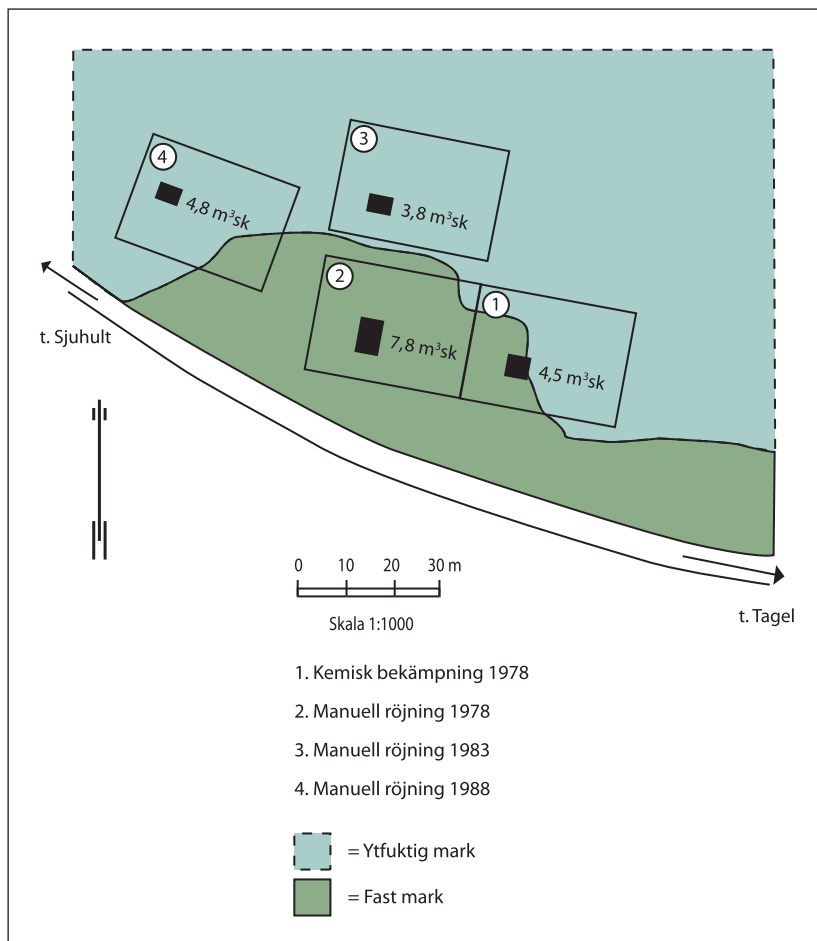 3
4
4,8 m³sk
3,8 m³sk
2
1
7,8 m³sk
4,5 m³sk
t. Sjuhult
0 10 20 30 m
Skala 1:1000
t. Tagel
1. Kemisk bekämpning 1978
2. Manuell röjning 1978
3. Manuell röjning 1983
4. Manuell röjning 1988
= Ytfuktig mark
= Fast mark